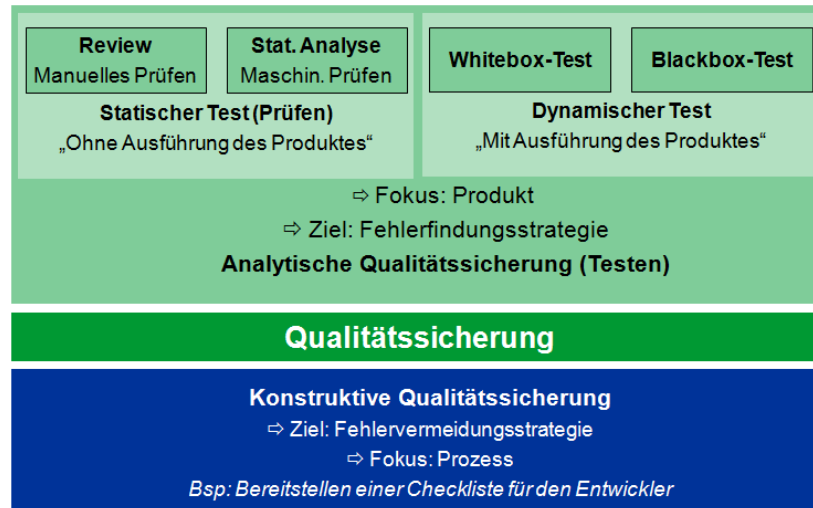 Review
Manuelles Prüfen
Stat. Analyse
Maschin. Prüfen
Statischer Test (Prüfen)
„Ohne Ausführung des Produktes“
Whitebox-Test
Blackbox-Test
Dynamischer Test
„Mit Ausführung des Produktes“
⇨ Fokus: Produkt
⇨ Ziel: Fehlerfindungsstrategie
Analytische Qualitätssicherung (Testen)
Qualitätssicherung
Konstruktive Qualitätssicherung
⇨ Ziel: Fehlervermeidungsstrategie
⇨ Fokus: Prozess
Bsp: Bereitstellen einer Checkliste für den Entwickler